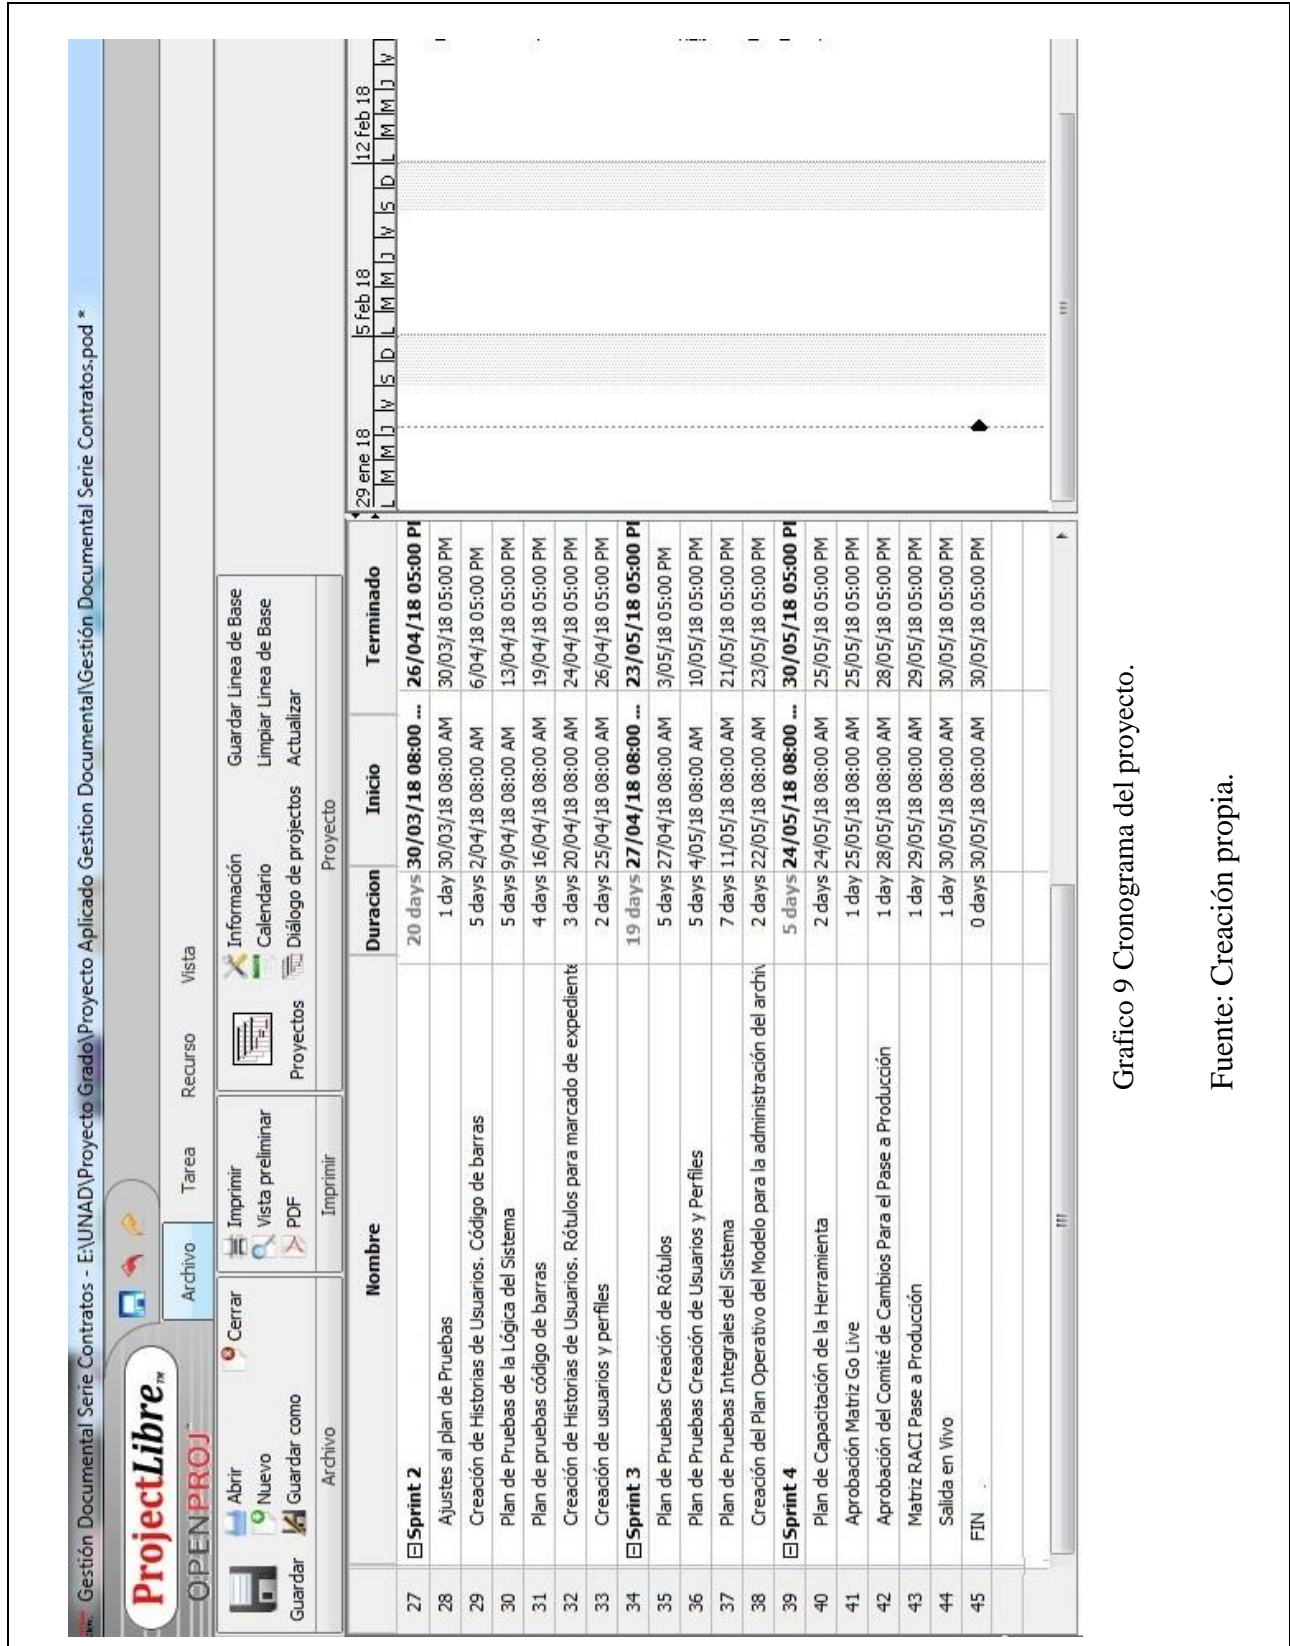 Gestión Documental Serie Contratos - E:\UNAD\Proyecto Grado\Proyecto Aplicado Gestion Documental\Gestión Documental Serie Contratos.pod *
ProjectLibre™
OPENPROJ
Archivo Tarea Recurso Vista
Guardar
Abrir
Nuevo
Guardar como
Cerrar
Archivo
Imprimir
Vista preliminar
PDF
Imprimir
Proyectos
Información
Calendario
Diálogo de projectos
Guardar Linea de Base
Limpiar Linea de Base
Actualizar
Proyecto
Nombre Duracion Inicio Terminado
29 ene 18 5 feb 18 12 feb 18
L M M J V S D L M M J V S D L M M J V
27 Sprint 2 20 days 30/03/18 08:00 ... 26/04/18 05:00 PI
28 Ajustes al plan de Pruebas 1 day 30/03/18 08:00 AM 30/03/18 05:00 PM
29 Creación de Historias de Usuarios. Código de barras 5 days 2/04/18 08:00 AM 6/04/18 05:00 PM
30 Plan de Pruebas de la Lógica del Sistema 5 days 9/04/18 08:00 AM 13/04/18 05:00 PM
31 Plan de pruebas código de barras 4 days 16/04/18 08:00 AM 19/04/18 05:00 PM
32 Creación de Historias de Usuarios. Rótulos para marcado de expediente 3 days 20/04/18 08:00 AM 24/04/18 05:00 PM
33 Creación de usuarios y perfiles 2 days 25/04/18 08:00 AM 26/04/18 05:00 PM
34 Sprint 3 19 days 27/04/18 08:00 ... 23/05/18 05:00 PI
35 Plan de Pruebas Creación de Rótulos 5 days 27/04/18 08:00 AM 3/05/18 05:00 PM
36 Plan de Pruebas Creación de Usuarios y Perfiles 5 days 4/05/18 08:00 AM 10/05/18 05:00 PM
37 Plan de Pruebas Integrales del Sistema 7 days 11/05/18 08:00 AM 21/05/18 05:00 PM
38 Creación del Plan Operativo del Modelo para la administración del archiv 2 days 22/05/18 08:00 AM 23/05/18 05:00 PM
39 Sprint 4 5 days 24/05/18 08:00 ... 30/05/18 05:00 PI
40 Plan de Capacitación de la Herramienta 2 days 24/05/18 08:00 AM 25/05/18 05:00 PM
41 Aprobación Matriz Go Live 1 day 25/05/18 08:00 AM 25/05/18 05:00 PM
42 Aprobación del Comité de Cambios Para el Pase a Producción 1 day 28/05/18 08:00 AM 28/05/18 05:00 PM
43 Matriz RACI Pase a Producción 1 day 29/05/18 08:00 AM 29/05/18 05:00 PM
44 Salida en Vivo 1 day 30/05/18 08:00 AM 30/05/18 05:00 PM
45 FIN 0 days 30/05/18 08:00 AM 30/05/18 05:00 PM
Grafico 9 Cronograma del proyecto.
Fuente: Creación propia.